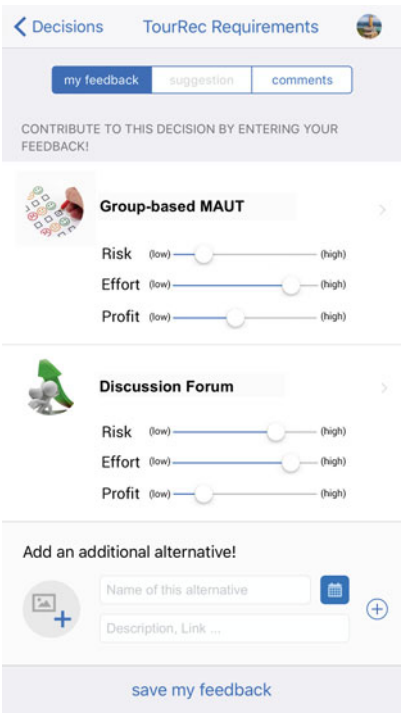 Decisions TourRec Requirements
my feedback suggestion comments
CONTRIBUTE TO THIS DECISION BY ENTERING YOUR
FEEDBACK!
Group-based MAUT
Risk (low) (high)
Effort (low) (high)
Profit (low) (high)
Discussion Forum
Risk (low) (high)
Effort (low) (high)
Profit (low) (high)
Add an additional alternative!
Name of this alternative
Description, Link ...
save my feedback